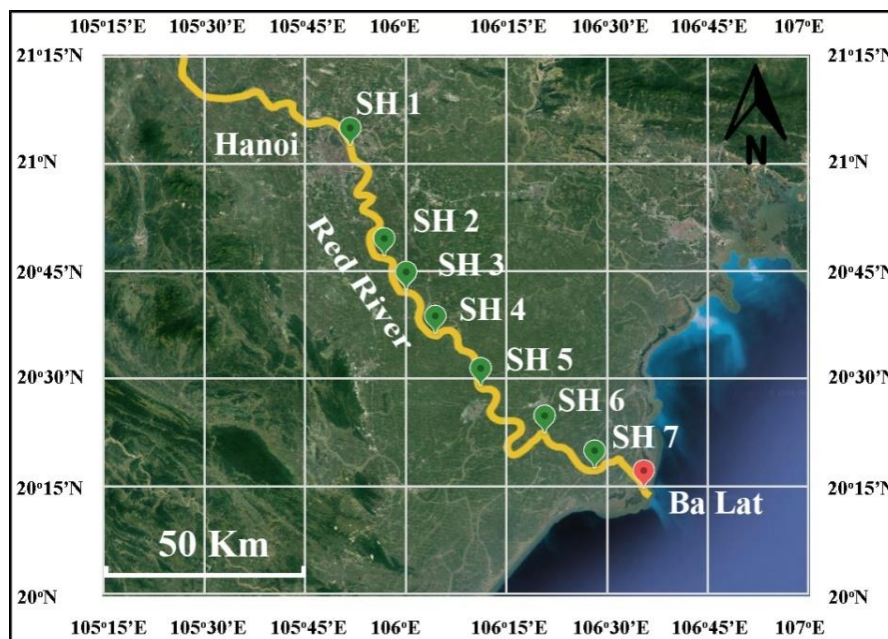 105°15’E 105°30’E 105°45’E 106°E 106°15’E 106°30’E 106°45’E 107°E
21°15’N 21°15’N
SH 1
Hanoi
N
21°N 21°N
SH 2
Red River
SH 3
20°45’N 20°45’N
SH 4
20°30’N SH 5 20°30’N
SH 6
SH 7
20°15’N 20°15’N
Ba Lat
50 Km
20°N 20°N
105°15’E 105°30’E 105°45’E 106°E 106°15’E 106°30’E 106°45’E 107°E